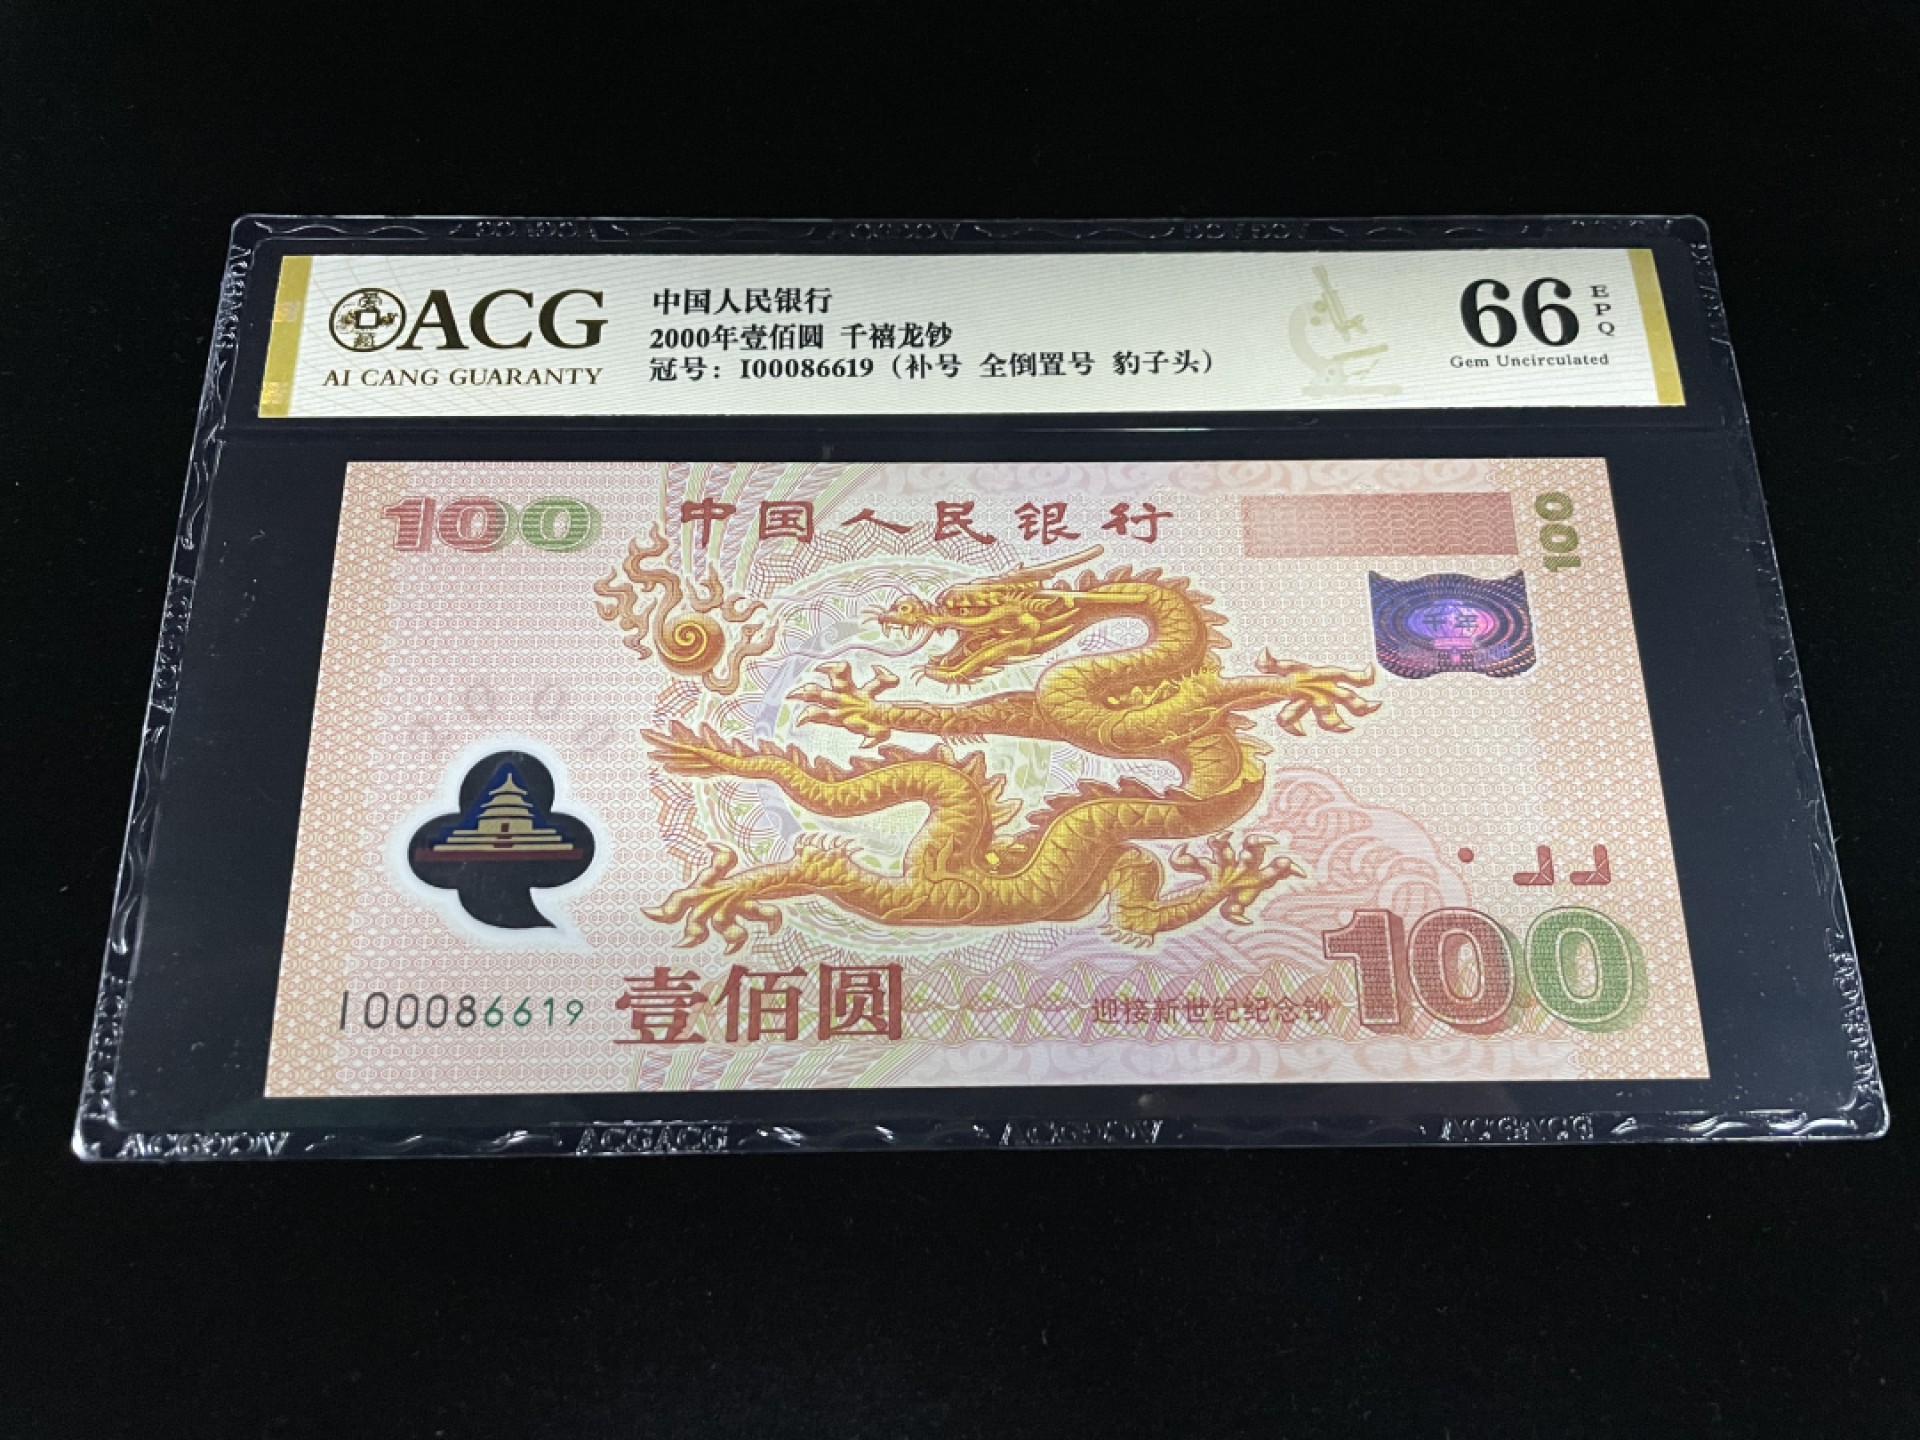 ACG
AI CANG GUARANTY
中国人民银行
2000年壹佰圆 千禧龙钞
冠号：I00086619（补号 全倒置号 豹子头）
66
EPQ
Gem Uncirculated
100
中国人民银行
100
千年
2000
I00086619
壹佰圆
迎接新世纪纪念钞
100
ACGACG